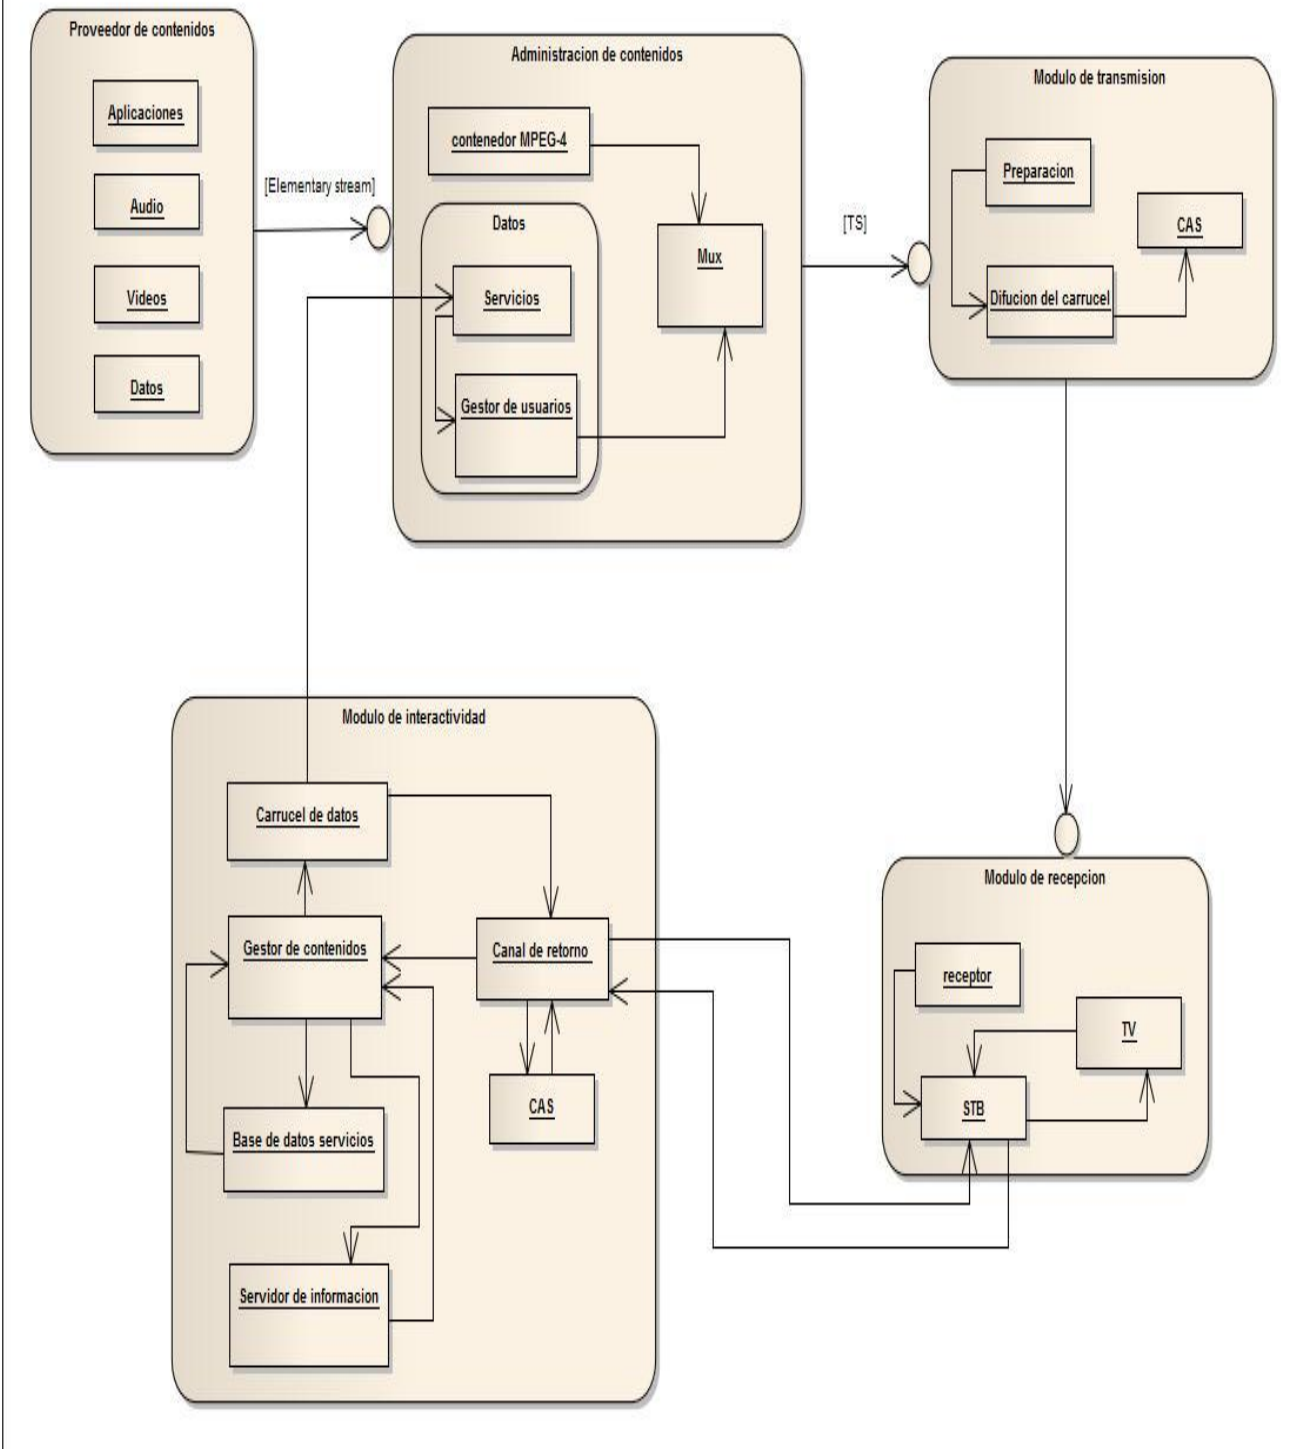 Proveedor de contenidos
Aplicaciones
Audio
Videos
Datos
[Elementary stream]
Administracion de contenidos
contenedor MPEG-4
Datos
Servicios
Gestor de usuarios
Mux
[TS]
Modulo de transmision
Preparacion
CAS
Difucion del carrucel
Modulo de interactividad
Carrucel de datos
Gestor de contenidos
Canal de retorno
CAS
Base de datos servicios
Servidor de informacion
Modulo de recepcion
receptor
TV
STB